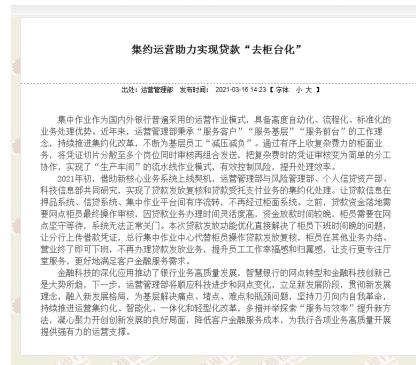 集约运营助力实现贷款“去柜台化”
出处：运营管理部 发布时间： 2021-03-16 14:23【 字体： 小 大 】
集中作业作为国内外银行普遍采用的运营作业模式，具备高度自动化、流程化、标准化的
业务处理优势。近年来，运营管理部秉承“服务客户”“服务基层”“服务前台”的工作理
念，持续推进集约化改革，不断为基层员工“减压减负”。通过有序上收复杂费力的柜面业
务，将凭证切片分散至多个岗位同时审核再组合发送，把复杂费时的凭证审核变为简单的分工
协作，实现了“生产车间”的流水线作业模式，有效控制风险，提升处理效率。
2021年初，借助新核心业务系统上线契机，运营管理部与风险管理部、个人信贷资产部、
科技信息部共同研究，实现了贷款发放复核和贷款受托支付业务的集约化处理，让贷款信息在
押品系统、信贷系统、集中作业平台间有序流转，不再经过柜面系统。之前，贷款资金落地需
要网点柜员最终操作审核，因贷款业务办理时间灵活度高，资金放款时间较晚，柜员需要在网
点坚守等待，系统无法正常关门。本次贷款发放功能优化直接解决了柜员下班时间晚的问题，
让分行上传借款凭证、总行集中作业中心代替柜员操作贷款发放复核，柜员在其他业务办结、
营业终了即可下班，不再办理贷款发放业务，提升员工工作幸福感和归属感，让支行更专注厅
堂服务，更好地满足客户金融服务需求。
金融科技的深化应用推动了银行业务高质量发展，智慧银行的网点转型和金融科技创新已
是大势所趋，下一步，运营管理部将顺应科技进步和网点变化，立足新发展阶段，贯彻新发展
理念，融入新发展格局，为基层解决痛点、堵点、难点和瓶颈问题，坚持刀刃向内自我革命，
持续推进运营集约化、智能化、一体化和轻型化改革，多措并举探索“服务与效率”提升新方
法，凝心聚力开创创新发展的良好局面，降低客户金融服务成本，为我行各项业务高质量开展
提供强有力的运营支撑。